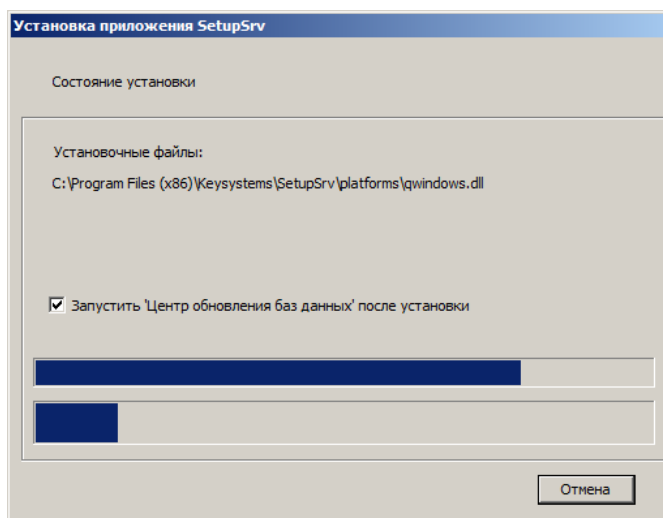 Установка приложения SetupSrv
Состояние установки
Установочные файлы:
C:\Program Files (x86)\Keysystems\SetupSrv\platforms\qwindows.dll
Запустить 'Центр обновления баз данных' после установки
Отмена